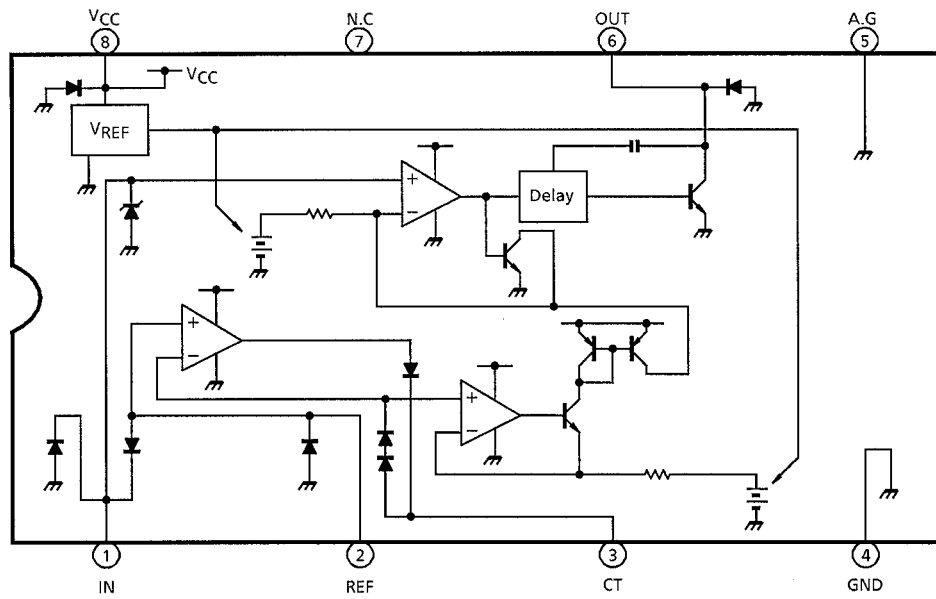 VCC N.C OUT A.G
8 7 6 5
VCC
VREF
+
−
Delay
+
−
+
−
1 2 3 4
IN REF CT GND